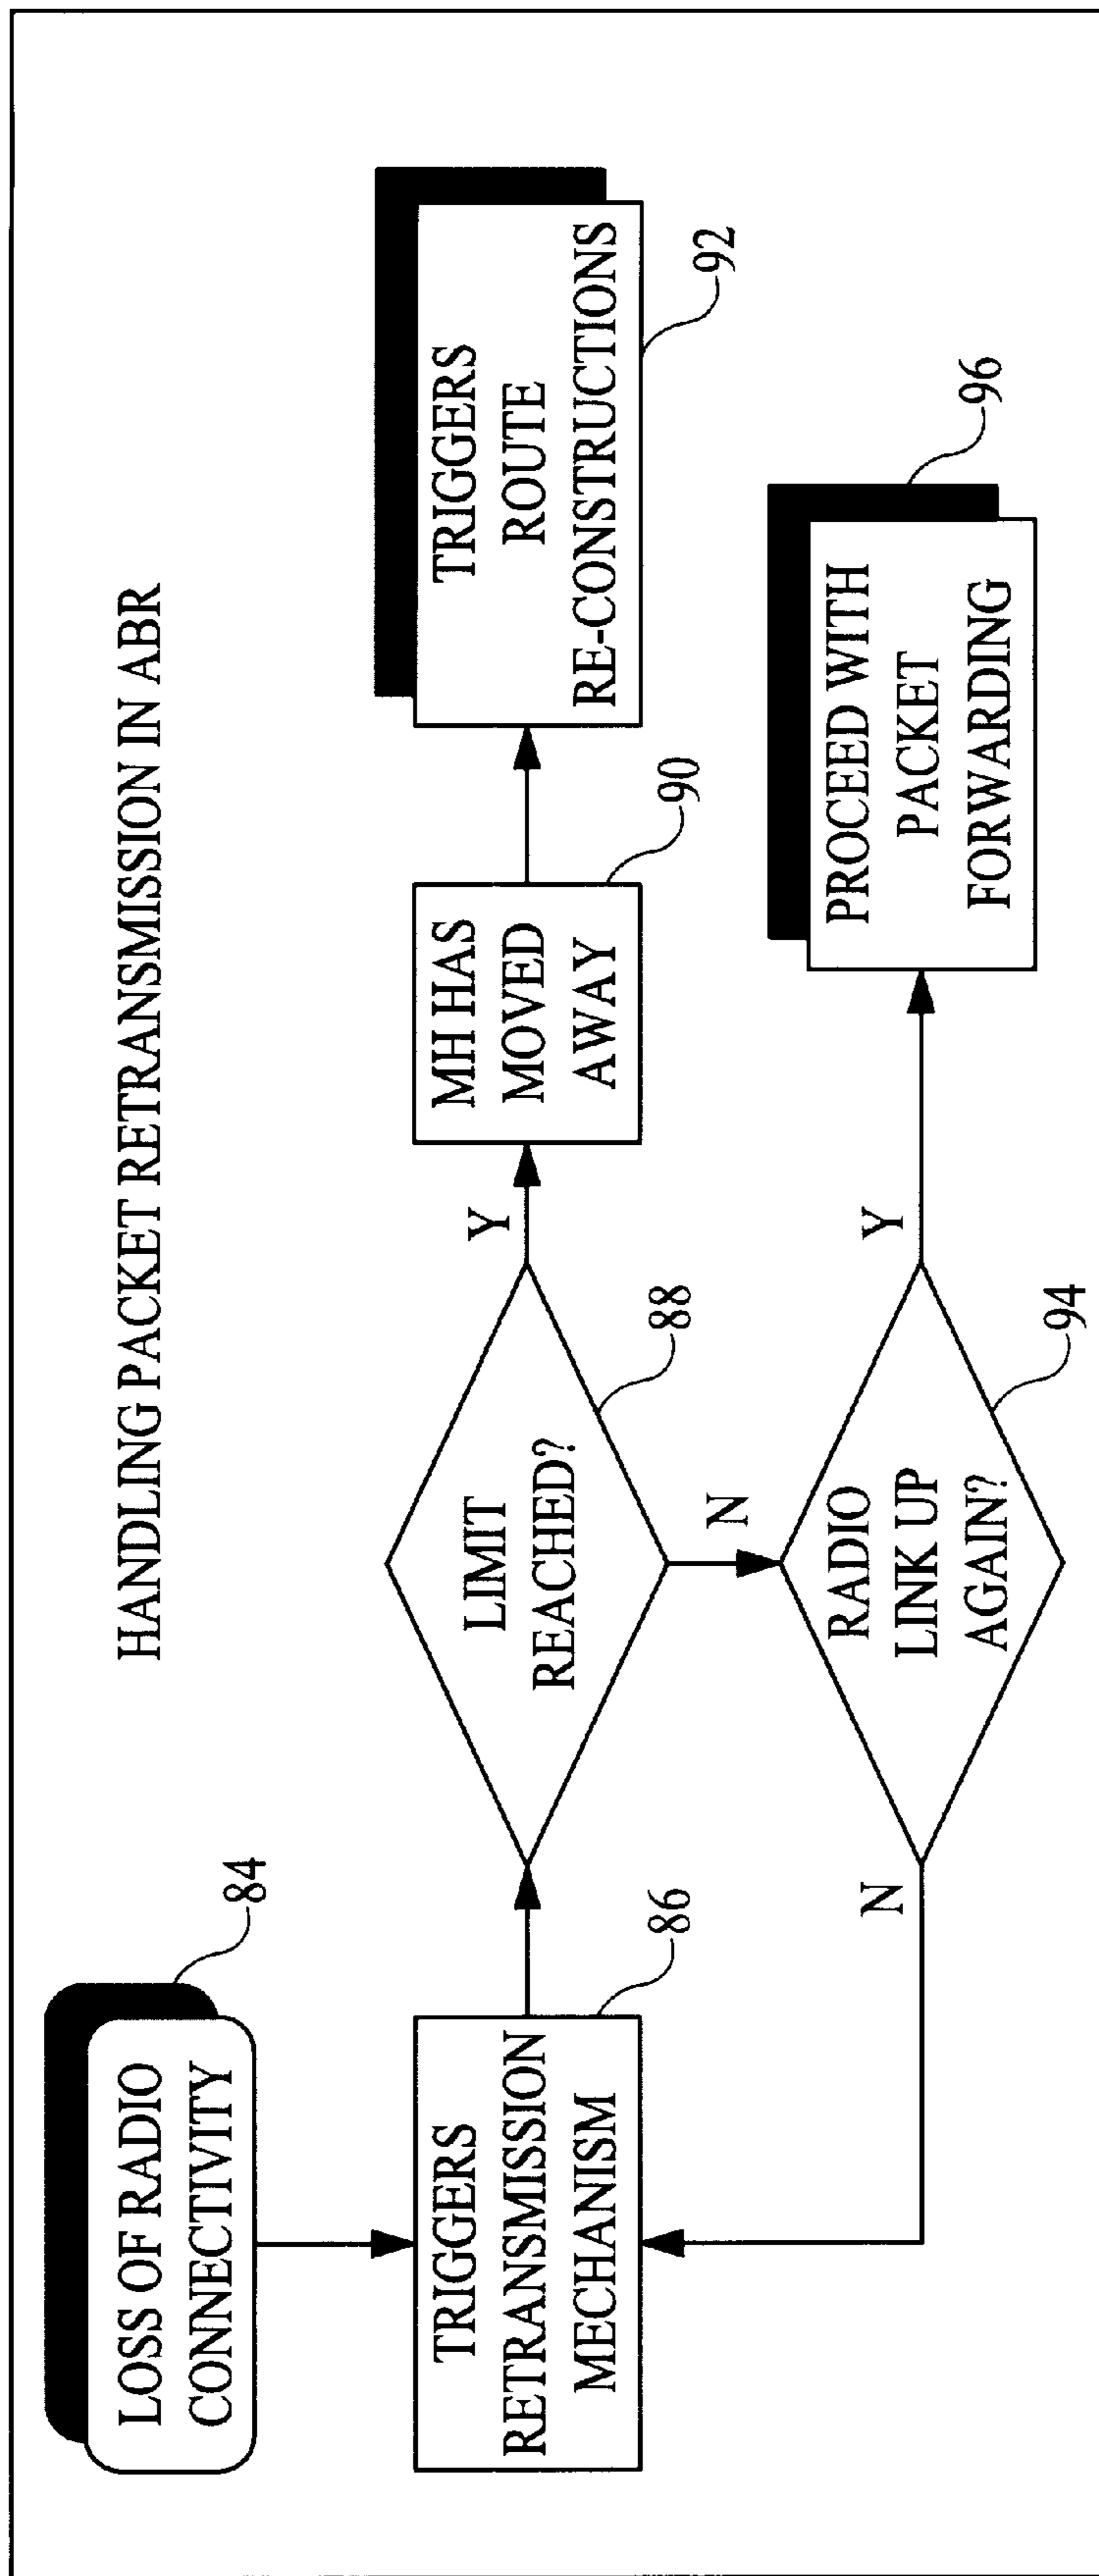 HANDLING PACKET RETRANSMISSION IN ABR
LOSS OF RADIO
CONNECTIVITY
84
TRIGGERS
RETRANSMISSION
MECHANISM
86
LIMIT
REACHED?
88
Y
MH HAS
MOVED
AWAY
90
TRIGGERS
ROUTE
RE-CONSTRUCTIONS
92
N
RADIO
LINK UP
AGAIN?
94
N
Y
PROCEED WITH
PACKET
FORWARDING
96